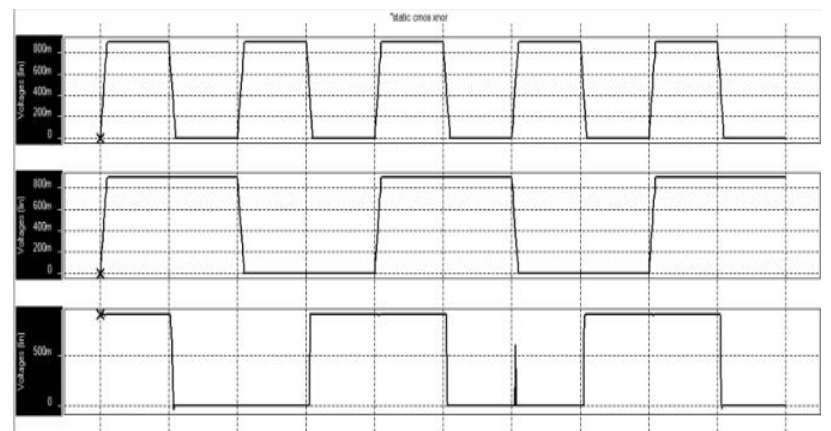 *static cmos xnor
Voltages (lin)
800m
600m
400m
200m
0
Voltages (lin)
800m
600m
400m
200m
0
Voltages (lin)
500m
0